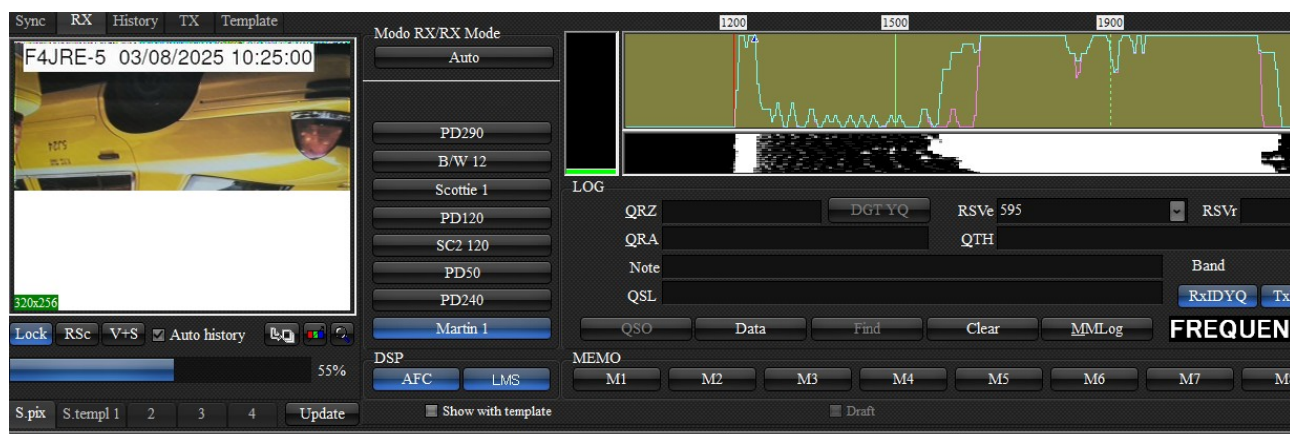 Sync RX History TX Template
F4JRE-5 03/08/2025 10:25:00
320x256
Lock RSc V+S Auto history
55%
S.pix S.templ 1 2 3 4 Update
Modo RX/RX Mode
Auto
PD290
B/W 12
Scottie 1
PD120
SC2 120
PD50
PD240
Martin 1
DSP
AFC LMS
Show with template
1200 1500 1900
LOG
QRZ DGT YQ RSVe 595 RSVr
QRA QTH
Note Band
QSL RxIDYQ Tx
QSO Data Find Clear MMLog FREQUEN
MEMO
M1 M2 M3 M4 M5 M6 M7
Draft